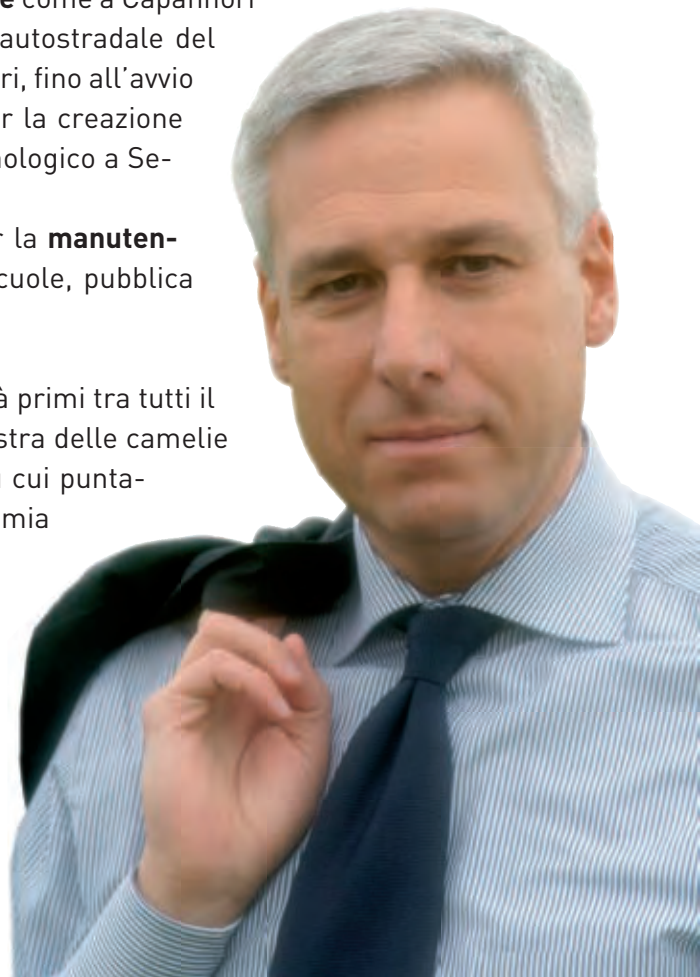 e come a Capannori
autostradale del
ri, fino all'avvio
r la creazione
nologico a Se-
r la manuten-
cuole, pubblica
à primi tra tutti il
stra delle camelie
cui punta-
mia